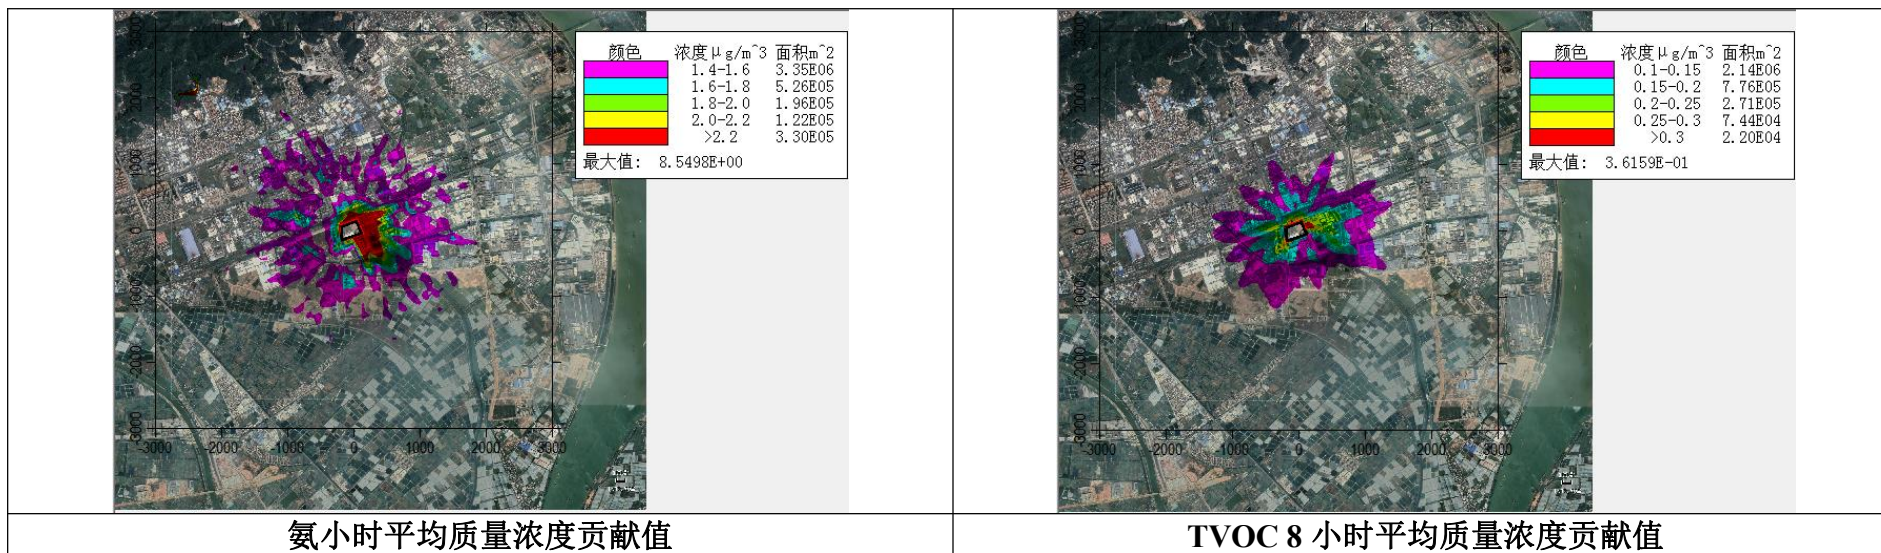 颜色 浓度μg/m^3 面积m^2
1.4-1.6 3.35E06
1.6-1.8 5.26E05
1.8-2.0 1.96E05
2.0-2.2 1.22E05
>2.2 3.30E05
最大值: 8.5498E+00
-3000 -2000 -1000 0 1000 2000 3000
氨小时平均质量浓度贡献值
颜色 浓度μg/m^3 面积m^2
0.1-0.15 2.14E06
0.15-0.2 7.76E05
0.2-0.25 2.71E05
0.25-0.3 7.44E04
>0.3 2.20E04
最大值: 3.6159E-01
-3000 -2000 -1000 0 1000 2000 3000
TVOC 8 小时平均质量浓度贡献值